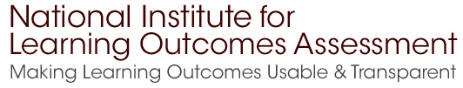 National Institute for
Learning Outcomes Assessment
Making Learning Outcomes Usable & Transparent